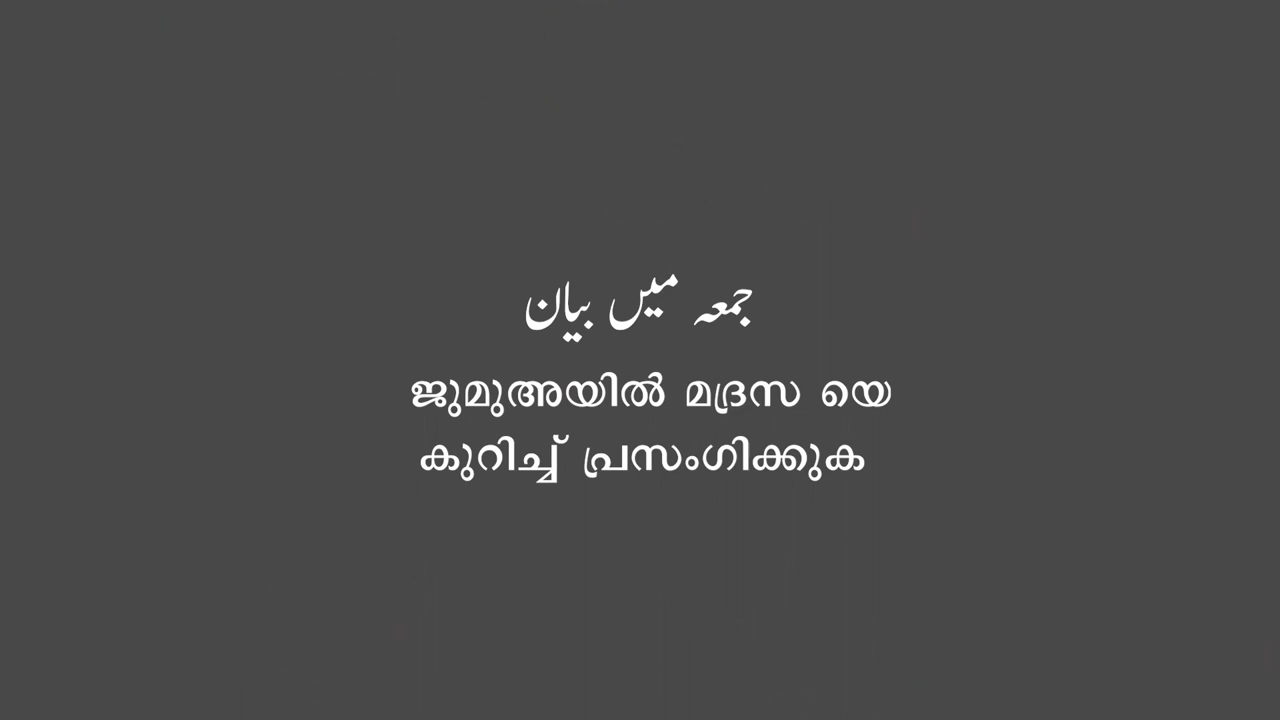 جمعہ میں بیان
ജുമുഅയിൽ മദ്രസ യെ
കുറിച്ച് പ്രസംഗിക്കുക